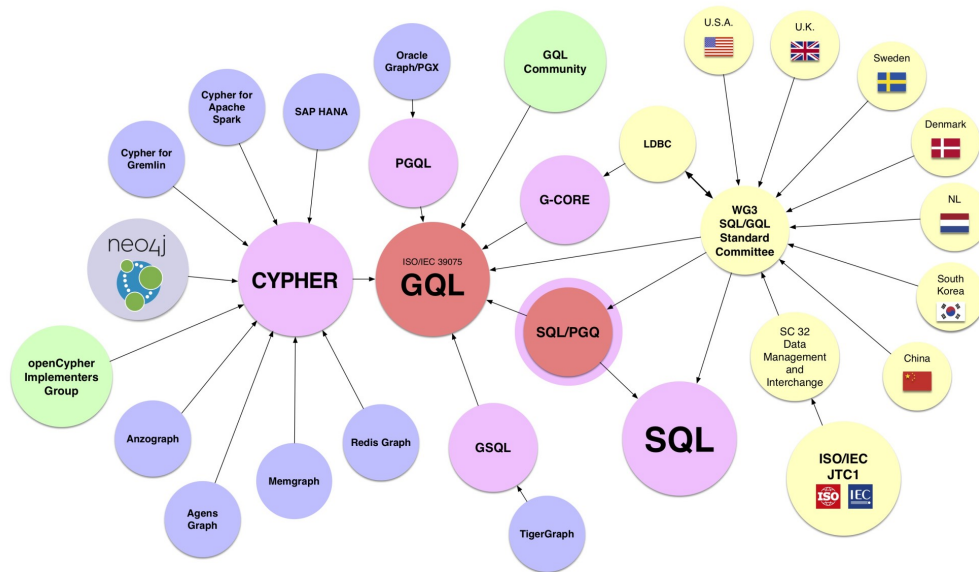 U.S.A.
U.K.
Sweden
Denmark
NL
South
Korea
China
Oracle
Graph/PGX
GQL
Community
Cypher for
Apache
Spark
SAP HANA
Cypher for
Gremlin
PGQL
LDBC
G-CORE
WG3
SQL/GQL
Standard
Committee
neo4j
CYPHER
ISO/IEC 39075
GQL
SQL/PGQ
SC 32
Data
Management
and
Interchange
openCypher
Implementers
Group
Anzograph
Agens
Graph
Memgraph
Redis Graph
GSQL
TigerGraph
SQL
ISO/IEC
JTC1
ISO
IEC